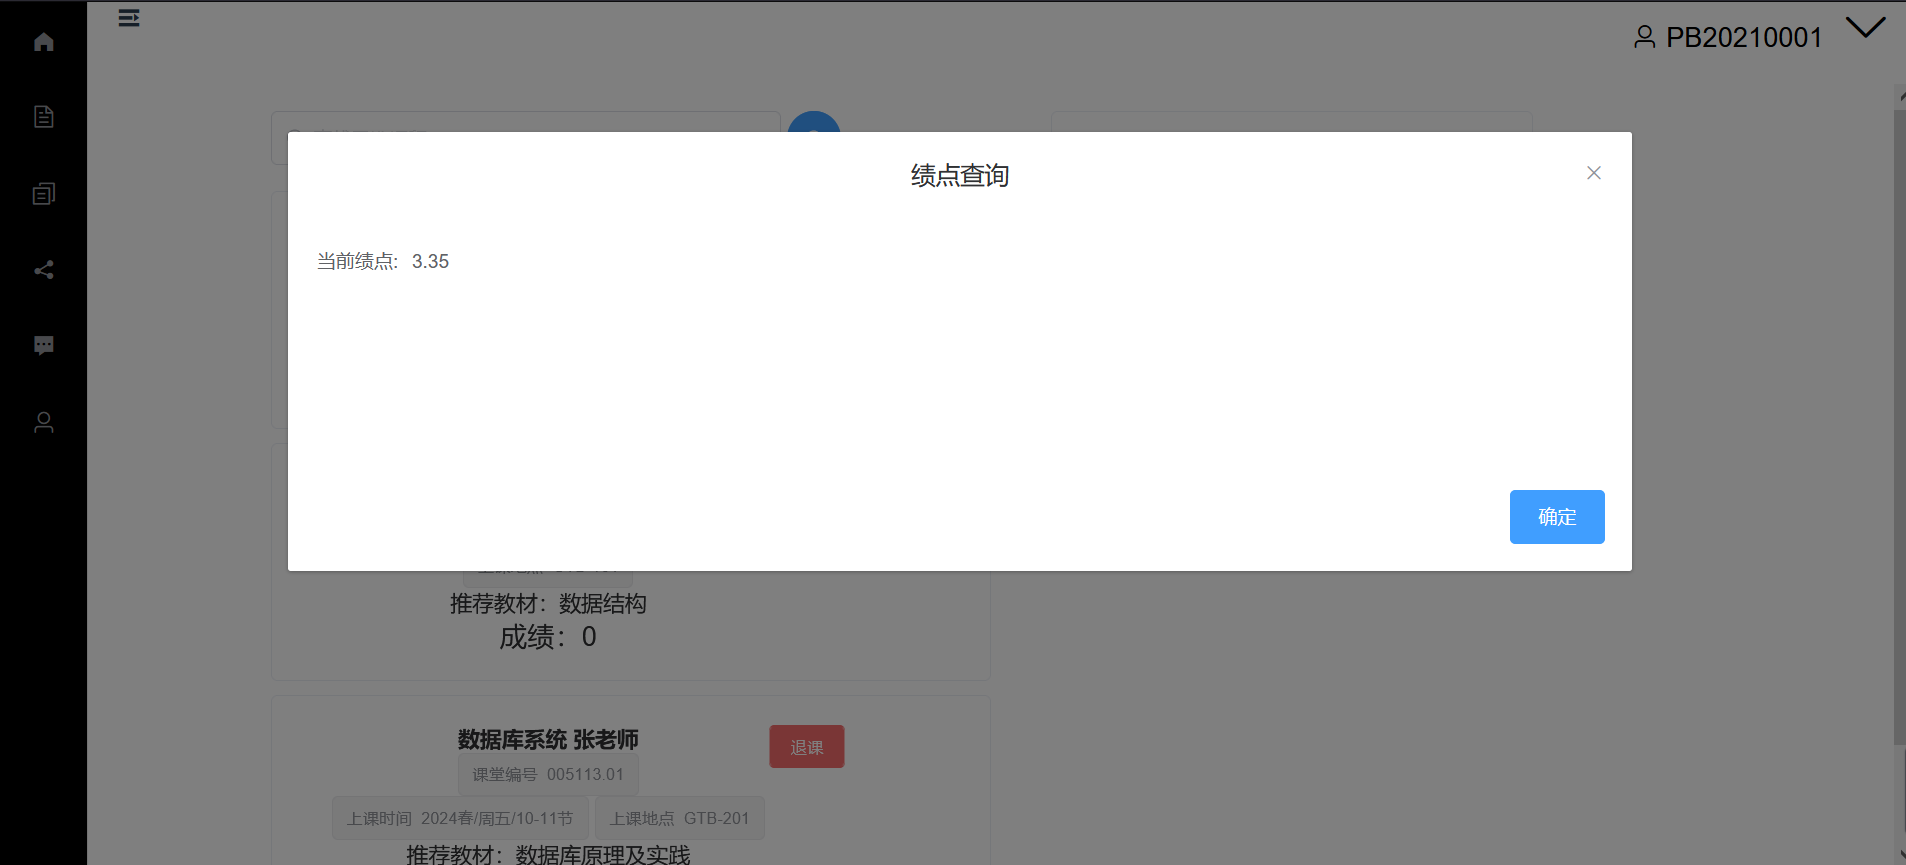 PB20210001
绩点查询
当前绩点: 3.35
确定
推荐教材：数据结构
成绩：0
数据库系统 张老师
退课
课堂编号 005113.01
上课时间 2024春/周五/10-11节 上课地点 GTB-201
推荐教材：数据库原理及实践